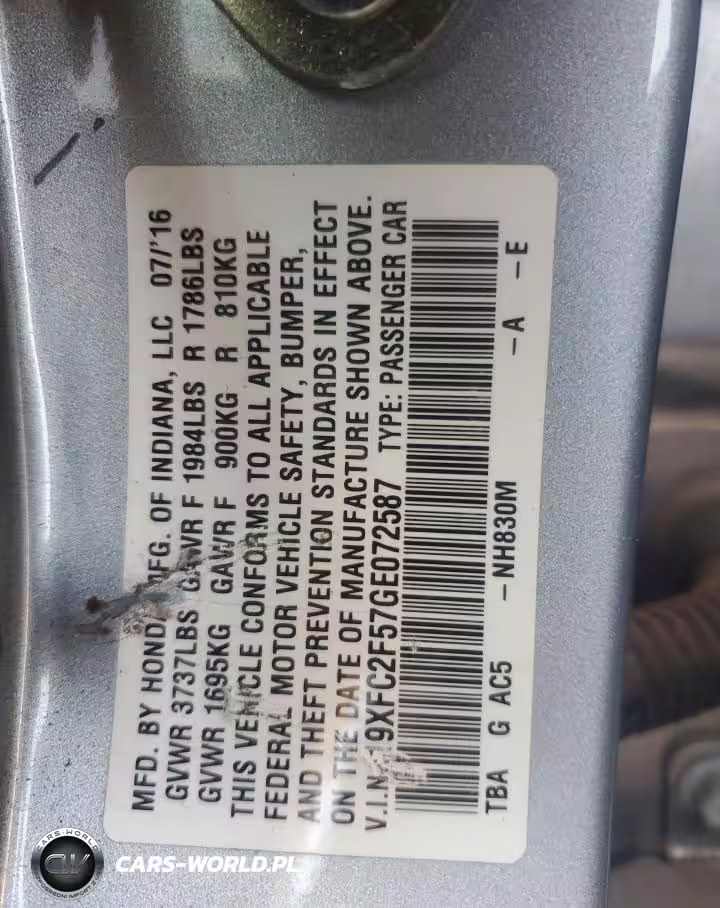 MFD. BY HONDA MFG. OF INDIANA, LLC 07/'16
GVWR 3737LBS GAWR F 1984LBS R 1786LBS
GVWR 1695KG GAWR F 900KG R 810KG
THIS VEHICLE CONFORMS TO ALL APPLICABLE
FEDERAL MOTOR VEHICLE SAFETY, BUMPER,
AND THEFT PREVENTION STANDARDS IN EFFECT
ON THE DATE OF MANUFACTURE SHOWN ABOVE.
V.I.N. 19XFC2F57GE072587 TYPE: PASSENGER CAR
TBA G AC5 -NH830M -A -E
CARS-WORLD
CARS-WORLD.PL